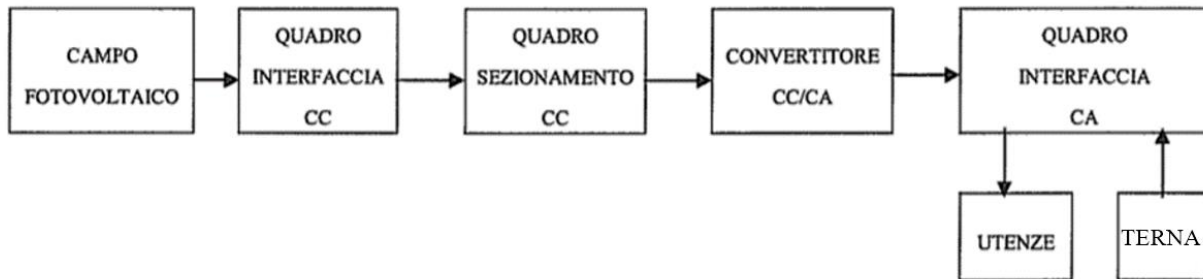 CAMPO
FOTOVOLTAICO
QUADRO
INTERFACCIA
CC
QUADRO
SEZIONAMENTO
CC
CONVERTITORE
CC/CA
QUADRO
INTERFACCIA
CA
UTENZE
TERNA